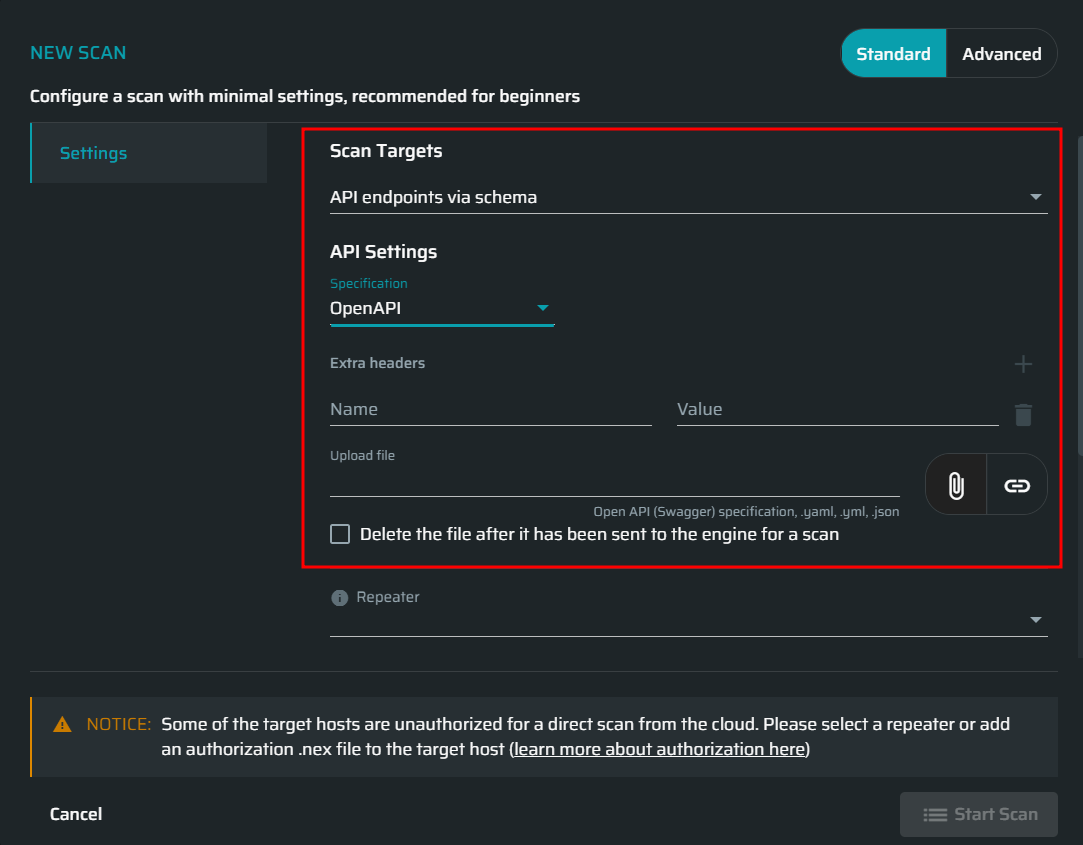 NEW SCAN
Standard
Advanced
Configure a scan with minimal settings, recommended for beginners
Settings
Scan Targets
API endpoints via schema
API Settings
Specification
OpenAPI
Extra headers
Name
Value
Upload file
Open API (Swagger) specification, .yaml, .yml, .json
Delete the file after it has been sent to the engine for a scan
Repeater
NOTICE: Some of the target hosts are unauthorized for a direct scan from the cloud. Please select a repeater or add
an authorization .nex file to the target host (learn more about authorization here)
Cancel
Start Scan